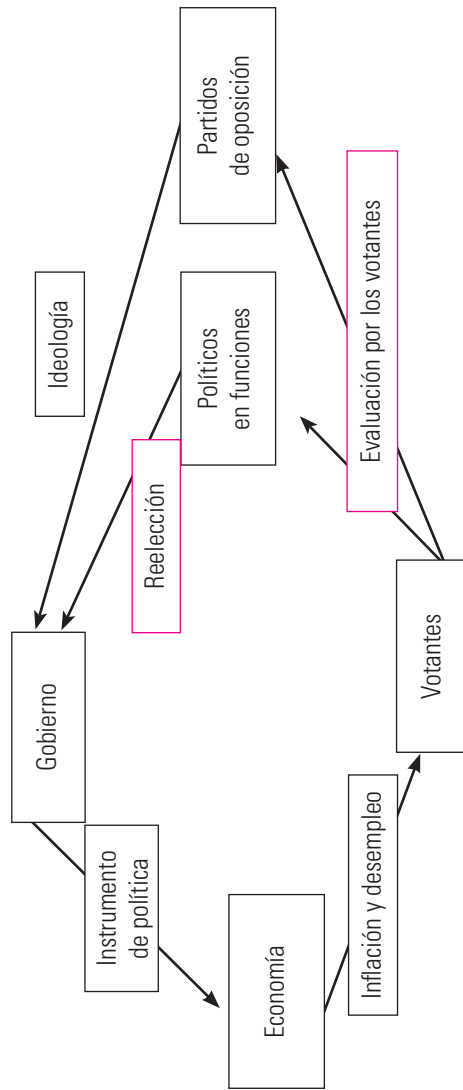 Gobierno
Ideología
Instrumento
de política
Reelección
Economía
Políticos
en funciones
Partidos
de oposición
Inflación y desempleo
Votantes
Evaluación por los votantes